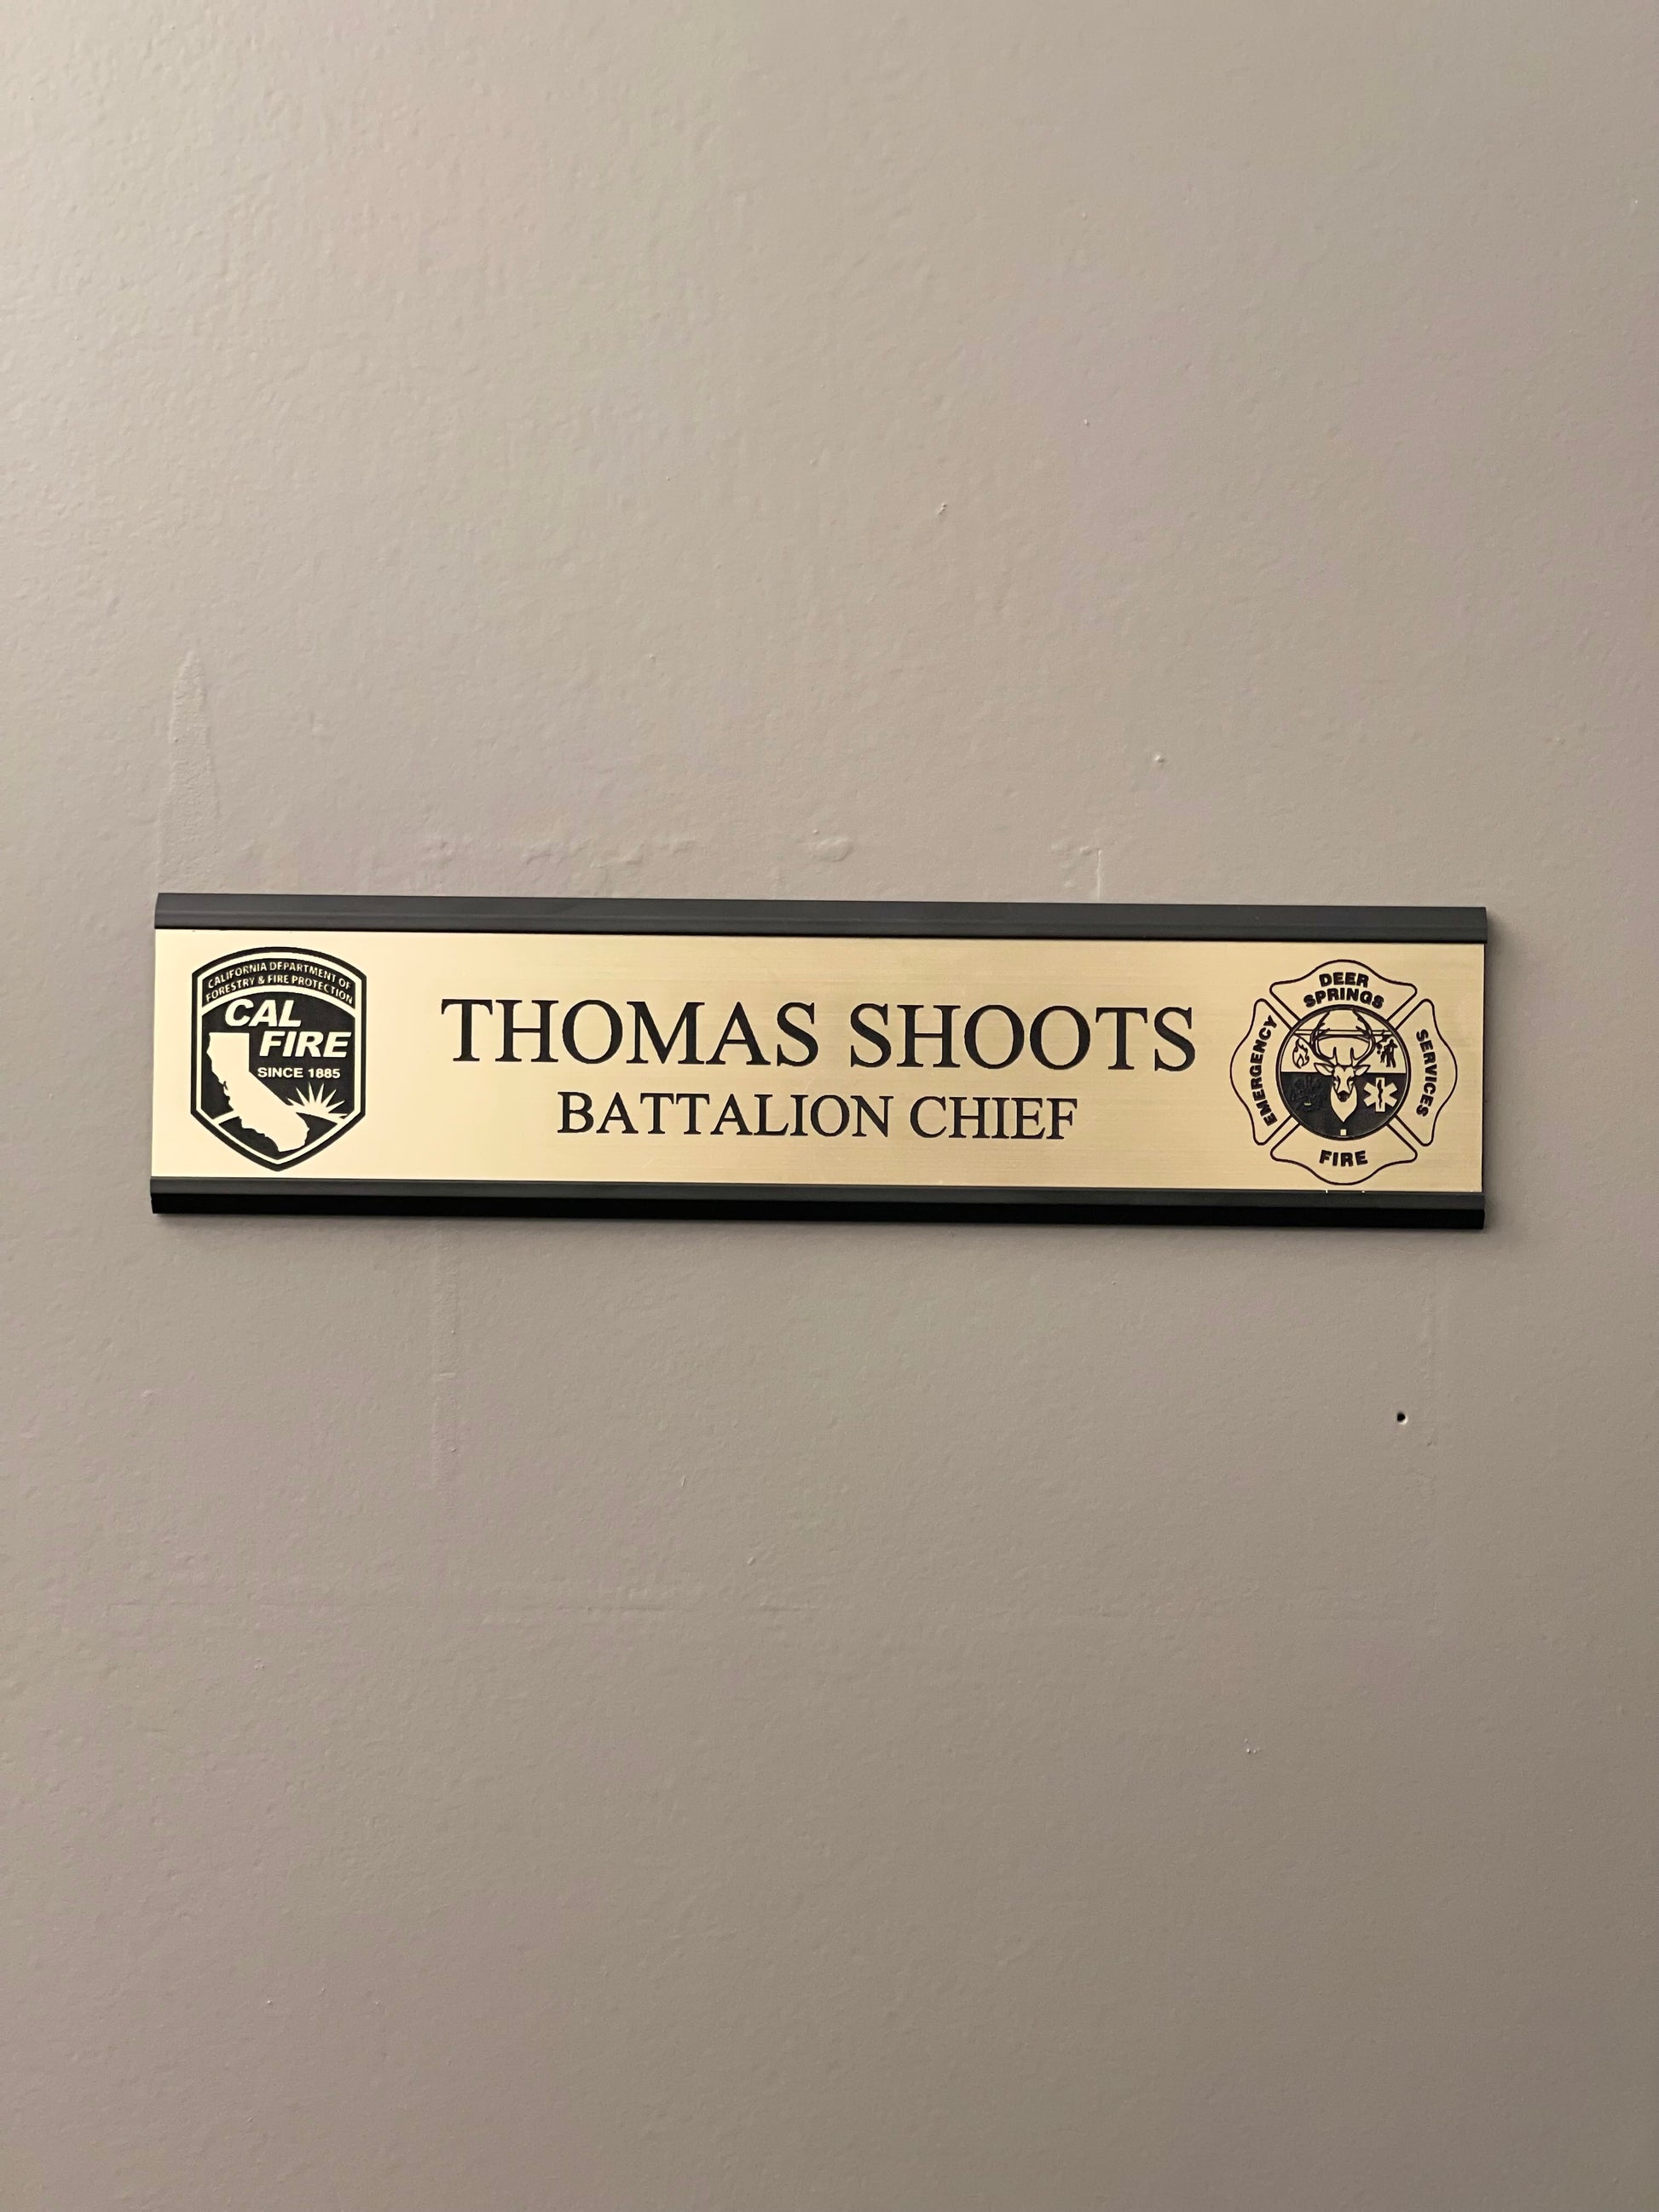 CALIFORNIA DEPARTMENT OF
FORESTRY & FIRE PROTECTION
CAL
FIRE
SINCE 1885
THOMAS SHOOTS
BATTALION CHIEF
DEER
SPRINGS
EMERGENCY
SERVICES
FIRE